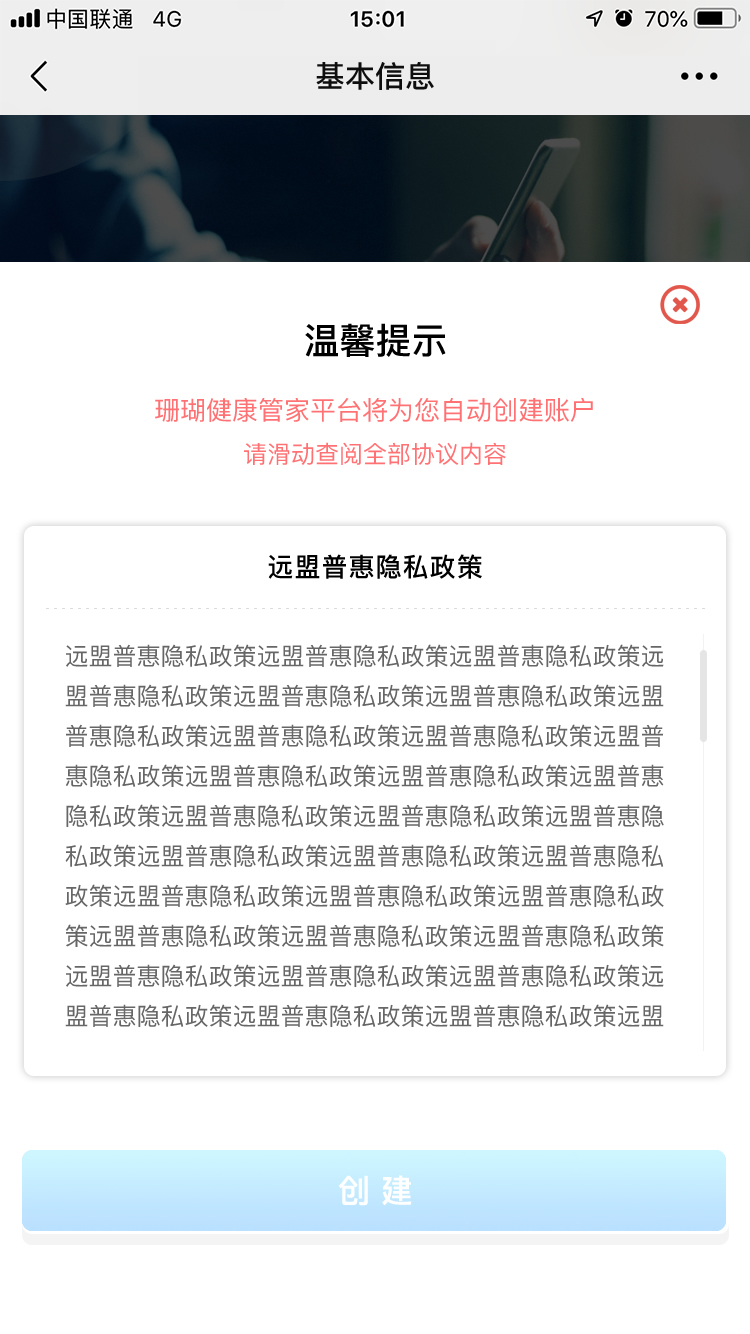 中国联通 4G 15:01 70%
基本信息
温馨提示
珊瑚健康管家平台将为您自动创建账户
请滑动查阅全部协议内容
远盟普惠隐私政策
远盟普惠隐私政策远盟普惠隐私政策远盟普惠隐私政策远
盟普惠隐私政策远盟普惠隐私政策远盟普惠隐私政策远盟
普惠隐私政策远盟普惠隐私政策远盟普惠隐私政策远盟普
惠隐私政策远盟普惠隐私政策远盟普惠隐私政策远盟普惠
隐私政策远盟普惠隐私政策远盟普惠隐私政策远盟普惠隐
私政策远盟普惠隐私政策远盟普惠隐私政策远盟普惠隐私
政策远盟普惠隐私政策远盟普惠隐私政策远盟普惠隐私政
策远盟普惠隐私政策远盟普惠隐私政策远盟普惠隐私政策
远盟普惠隐私政策远盟普惠隐私政策远盟普惠隐私政策远
盟普惠隐私政策远盟普惠隐私政策远盟普惠隐私政策远盟
创建